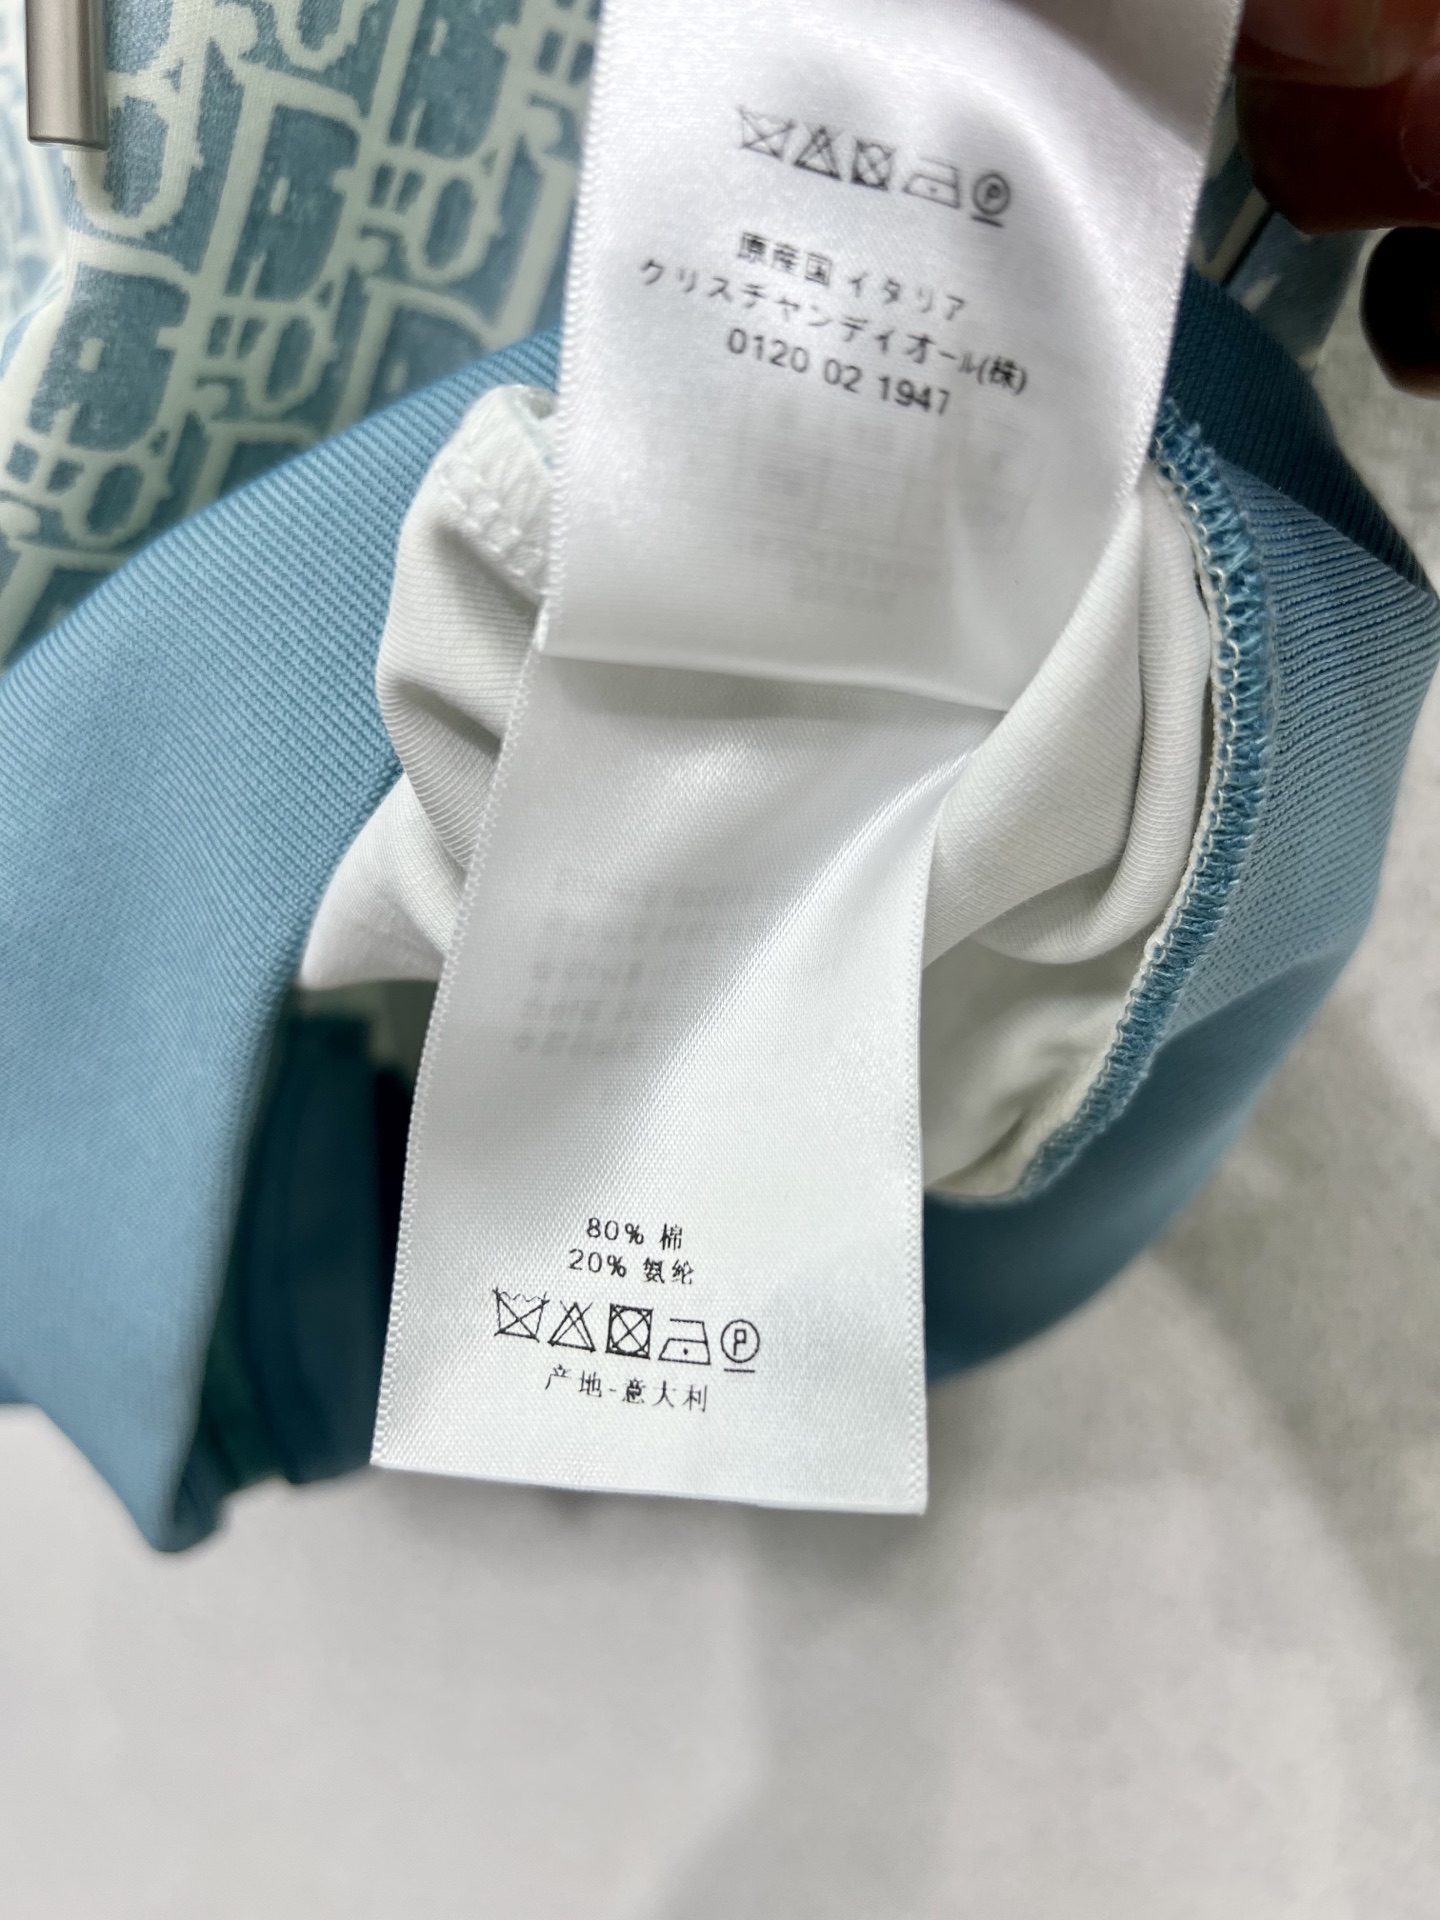 原産国 イタリア
クリスチャンディオール(株)
0120 02 1947
80% 棉
20% 氨纶
产地-意大利